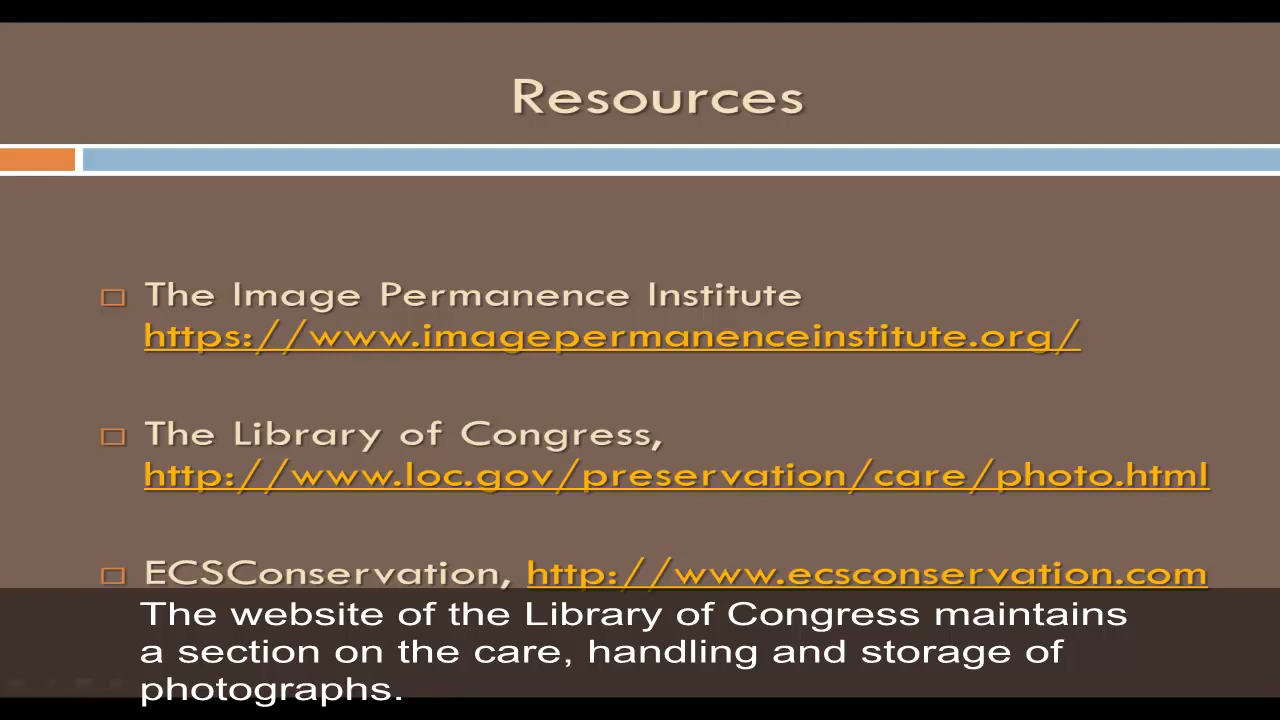 Resources
The Image Permanence Institute
https://www.imagepermanenceinstitute.org/
The Library of Congress,
http://www.loc.gov/preservation/care/photo.html
ECSConservation, http://www.ecsconservation.com
The website of the Library of Congress maintains
a section on the care, handling and storage of
photographs.